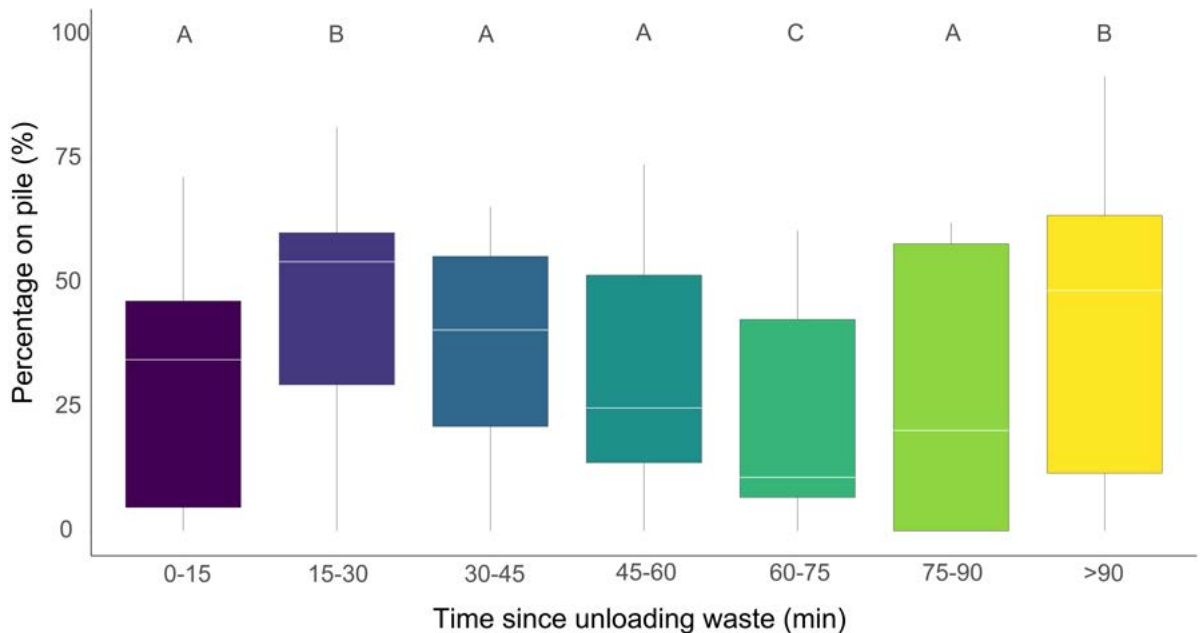 Percentage on pile (%)
100
75
50
25
0
A B A A C A B
0-15 15-30 30-45 45-60 60-75 75-90 >90
Time since unloading waste (min)